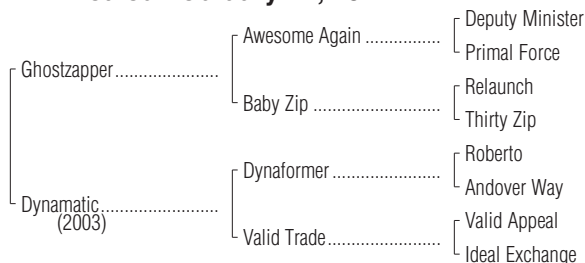 Deputy Minister
Awesome Again ................
Primal Force
Ghostzapper......................
Relaunch
Baby Zip ...........................
Thirty Zip
Roberto
Dynaformer .......................
Andover Way
Dynamatic.........................
(2003)
Valid Appeal
Valid Trade.........................
Ideal Exchange